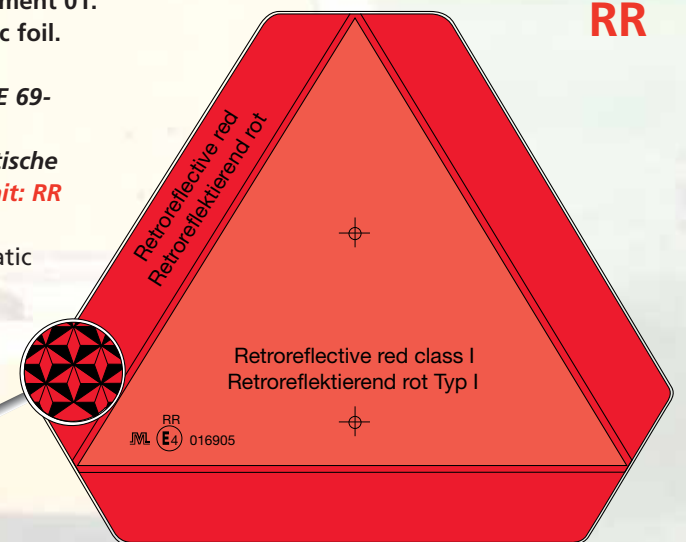 ment 01.
c foil.
E 69-
tische
it: RR
atic
RR
Retroreflective red
Retroreflektierend rot
Retroreflective red class I
Retroreflektierend rot Typ I
RR
E4 016905